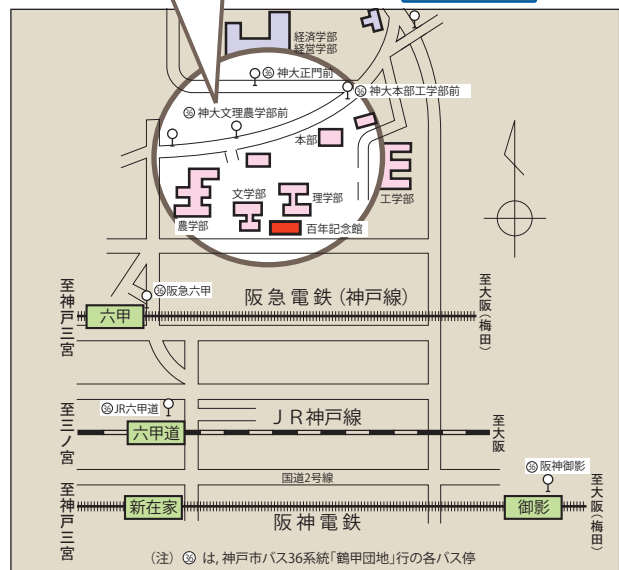 経済学部
経営学部
㊱ 神大正門前
㊱ 神大本部工学部前
㊱ 神大文理農学部前
本部
文学部
理学部
工学部
農学部
百年記念館
至神戸三宮
㊱阪急六甲
阪急電鉄(神戸線)
至大阪(梅田)
六甲
至三ノ宮
㊱JR六甲道
JR神戸線
至大阪
六甲道
国道2号線
㊱阪神御影
至神戸三宮
新在家
阪神電鉄
御影
至大阪(梅田)
(注)㊱は,神戸市バス36系統「鶴甲団地」行の各バス停